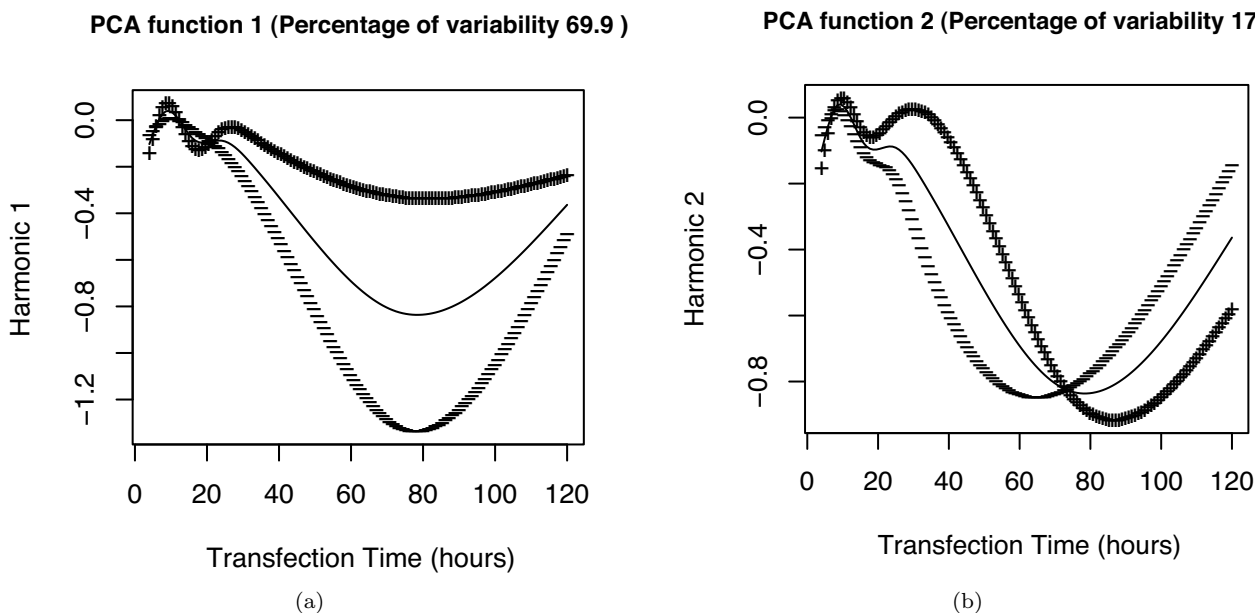 PCA function 1 (Percentage of variability 69.9 )
0.0
−0.4
−0.8
−1.2
Harmonic 1
0 20 40 60 80 100 120
Transfection Time (hours)
(a)
PCA function 2 (Percentage of variability 17
0.0
−0.4
−0.8
Harmonic 2
0 20 40 60 80 100 120
Transfection Time (hours)
(b)